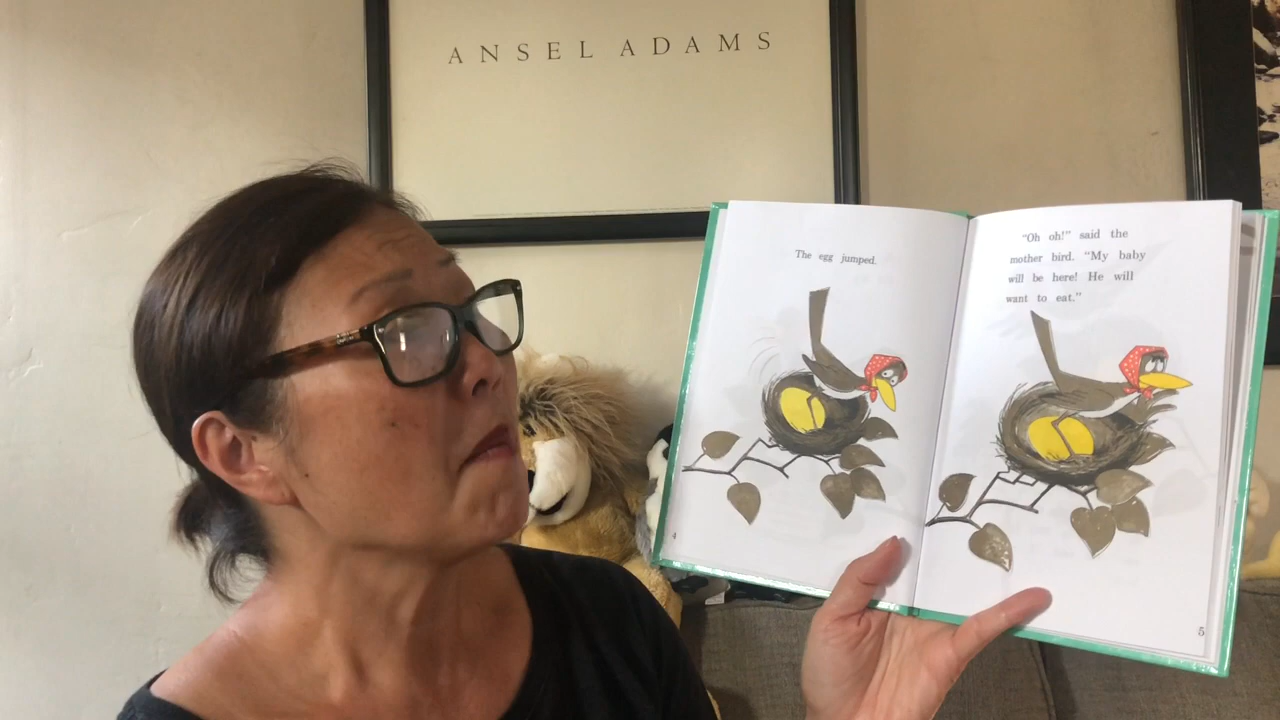 ANSEL ADAMS
The egg jumped.
4
"Oh oh!" said the
mother bird. "My baby
will be here! He will
want to eat."
5